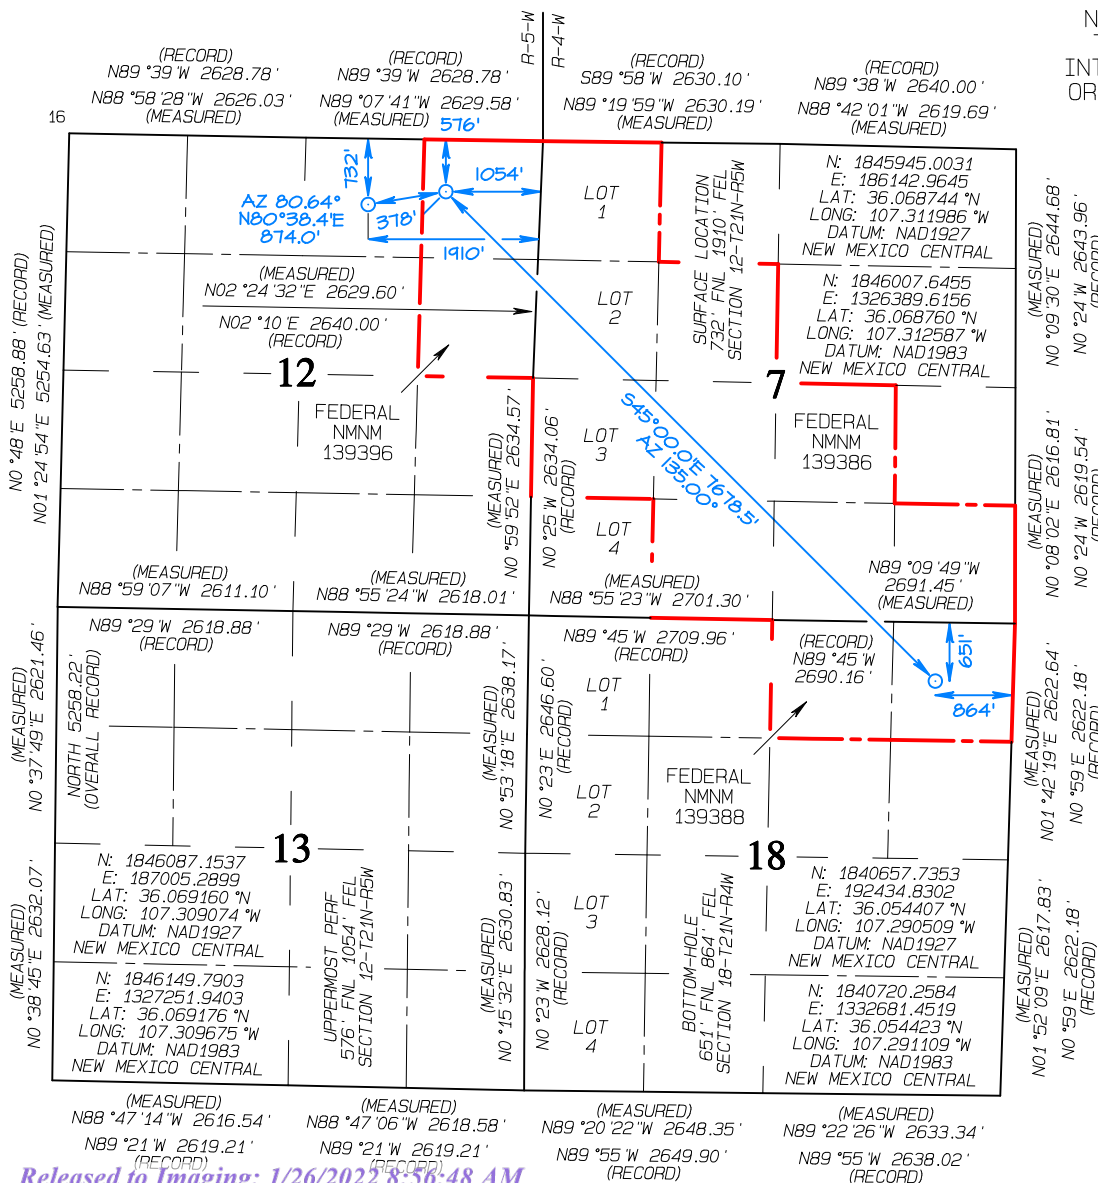 R-5-W
R-4-W
N
INT
OR
(RECORD)
N89°39'W 2628.78'
N88°58'28"W 2626.03'
(MEASURED)
(RECORD)
N89°39'W 2628.78'
N89°07'41"W 2629.58'
(MEASURED)
S89°58'W 2630.10'
(RECORD)
N89°19'59"W 2630.19'
(MEASURED)
(RECORD)
N89°38'W 2640.00'
N88°42'01"W 2619.69'
(MEASURED)
16
576'
732'
1054'
AZ 80.64°
N80°38.4'E
874.0'
378'
1910'
LOT
1
SURFACE LOCATION
732' FNL 1910' FEL
SECTION 12-T21N-R5W
N: 1845945.0031
E: 186142.9645
LAT: 36.068744°N
LONG: 107.311986°W
DATUM: NAD1927
NEW MEXICO CENTRAL
N: 1846007.6455
E: 1326389.6156
LAT: 36.068760°N
LONG: 107.312587°W
DATUM: NAD1983
NEW MEXICO CENTRAL
(MEASURED)
N02°24'32"E 2629.60'
N02°10'E 2640.00'
(RECORD)
LOT
2
N0°48'E 5258.88' (RECORD)
N01°24'54"E 5254.63' (MEASURED)
(MEASURED)
N0°09'30"E 2644.68'
N0°24'W 2643.96'
(RECORD)
12
7
FEDERAL
NMNM
139396
S45°00.0'E 7678.5'
AZ 135.00°
FEDERAL
NMNM
139386
(MEASURED)
N0°59'52"E 2634.57'
N0°25'W 2634.06'
(RECORD)
LOT
3
LOT
4
(MEASURED)
N0°08'02"E 2616.81'
N0°24'W 2619.54'
(RECORD)
(MEASURED)
N88°59'07"W 2611.10'
(MEASURED)
N88°55'24"W 2618.01'
(MEASURED)
N88°55'23"W 2701.30'
N89°09'49"W
2691.45'
(MEASURED)
N89°29'W 2618.88'
(RECORD)
N89°29'W 2618.88'
(RECORD)
N89°45'W 2709.96'
(RECORD)
(RECORD)
N89°45'W
2690.16'
651'
864'
(MEASURED)
N0°37'49"E 2621.46'
NORTH 5258.22'
(OVERALL RECORD)
(MEASURED)
N0°53'18"E 2638.17'
N0°23'E 2646.60'
(RECORD)
LOT
1
LOT
2
FEDERAL
NMNM
139388
(MEASURED)
N01°42'19"E 2622.64'
N0°59'E 2622.18'
(RECORD)
13
18
N: 1846087.1537
E: 187005.2899
LAT: 36.069160°N
LONG: 107.309074°W
DATUM: NAD1927
NEW MEXICO CENTRAL
N: 1846149.7903
E: 1327251.9403
LAT: 36.069176°N
LONG: 107.309675°W
DATUM: NAD1983
NEW MEXICO CENTRAL
UPPERMOST PERF
576' FNL 1054' FEL
SECTION 12-T21N-R5W
(MEASURED)
N0°38'45"E 2632.07'
(MEASURED)
N0°15'32"E 2630.83'
N0°23'W 2628.12'
(RECORD)
LOT
3
LOT
4
BOTTOM-HOLE
651' FNL 864' FEL
SECTION 18-T21N-R4W
N: 1840657.7353
E: 192434.8302
LAT: 36.054407°N
LONG: 107.290509°W
DATUM: NAD1927
NEW MEXICO CENTRAL
N: 1840720.2584
E: 1332681.4519
LAT: 36.054423°N
LONG: 107.291109°W
DATUM: NAD1983
NEW MEXICO CENTRAL
(MEASURED)
N01°52'09"E 2617.83'
N0°59'E 2622.18'
(RECORD)
(MEASURED)
N88°47'14"W 2616.54'
N89°21'W 2619.21'
(RECORD)
(MEASURED)
N88°47'06"W 2618.58'
N89°21'W 2619.21'
(RECORD)
(MEASURED)
N89°20'22"W 2648.35'
N89°55'W 2649.90'
(RECORD)
(MEASURED)
N89°22'26"W 2633.34'
N89°55'W 2638.02'
(RECORD)
Released to Imaging: 1/26/2022 8:56:48 AM